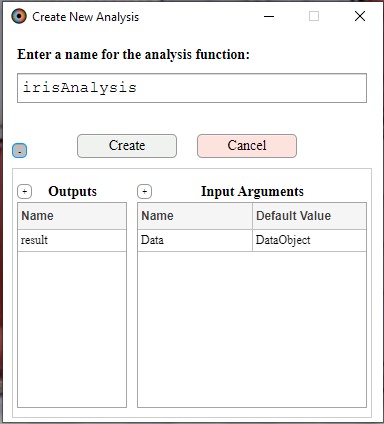 Create New Analysis
Enter a name for the analysis function:
irisAnalysis
Create Cancel
-
+ Outputs + Input Arguments
Name Name Default Value
result Data DataObject